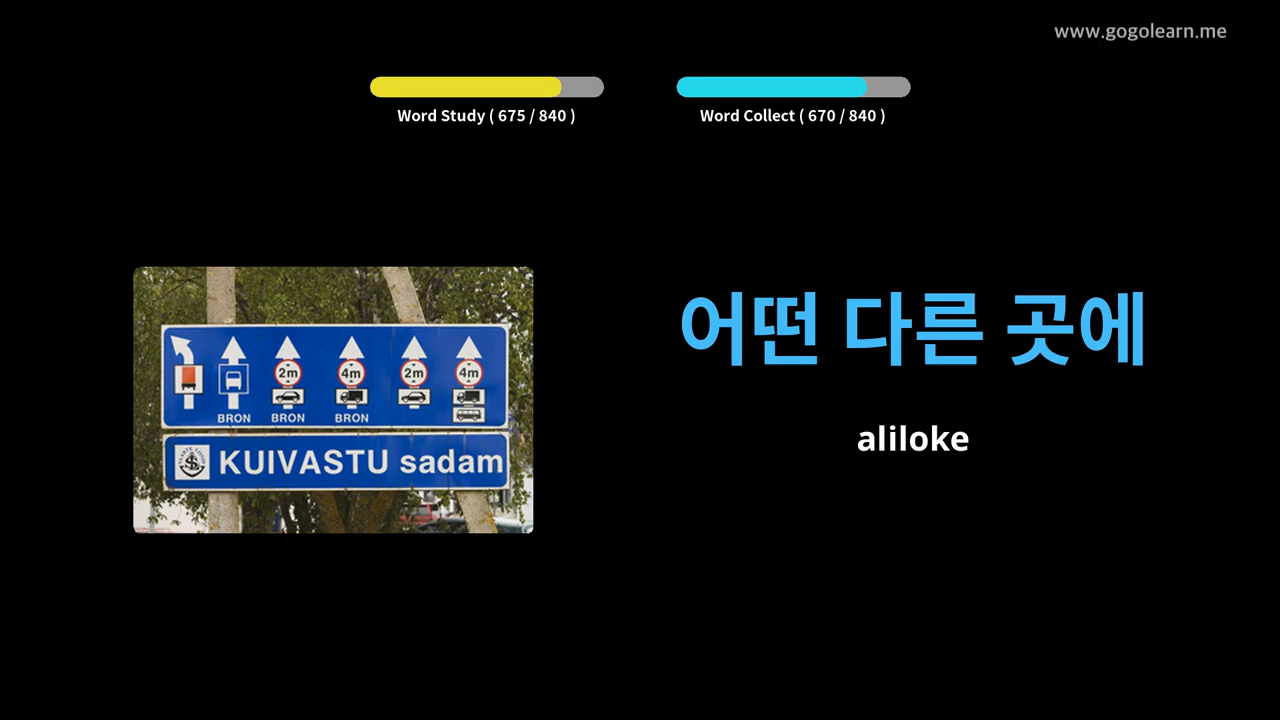 www.gogolearn.me
Word Study ( 675 / 840 )
Word Collect ( 670 / 840 )
2m
4m
2m
4m
BRON
BRON
BRON
KUIVASTU sadam
어떤 다른 곳에
aliloke